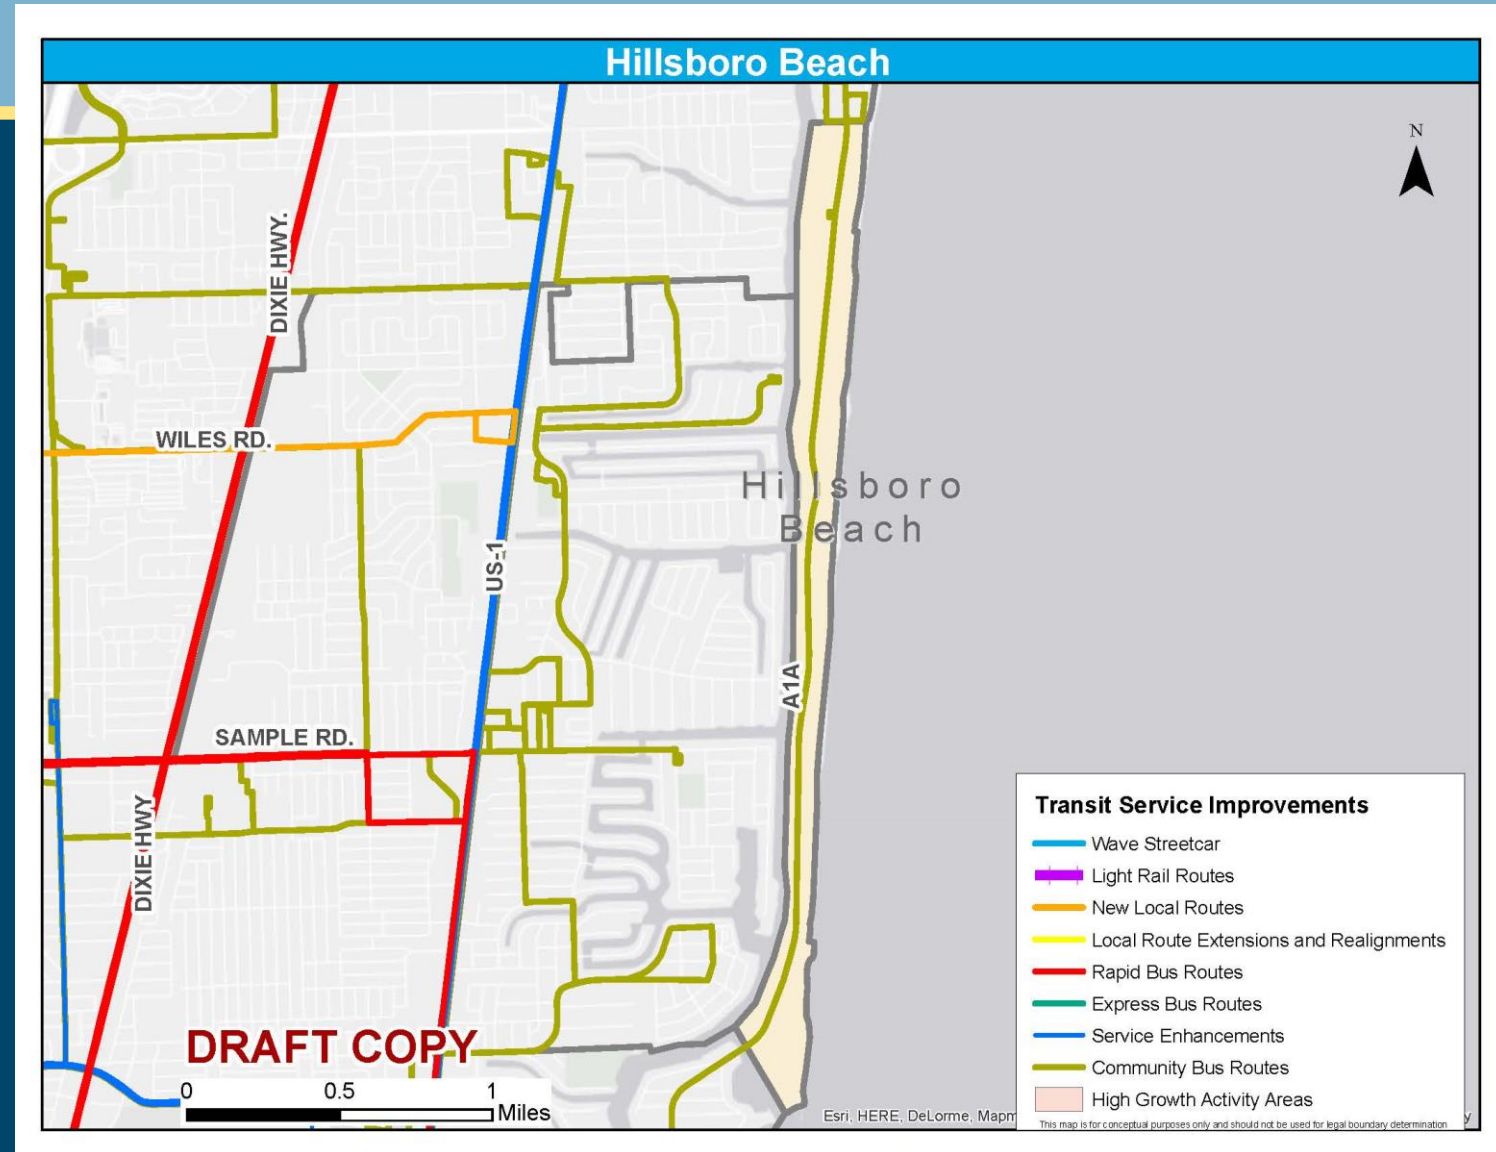 Hillsboro Beach
N
DIXIE HWY.
WILES RD.
Hillsboro
Beach
US-1
A1A
SAMPLE RD.
DIXIE HWY
Transit Service Improvements
Wave Streetcar
Light Rail Routes
New Local Routes
Local Route Extensions and Realignments
Rapid Bus Routes
Express Bus Routes
Service Enhancements
Community Bus Routes
High Growth Activity Areas
This map is for conceptual purposes only and should not be used for legal boundary determination
DRAFT COPY
0 0.5 1
Miles
Esri, HERE, DeLorme,